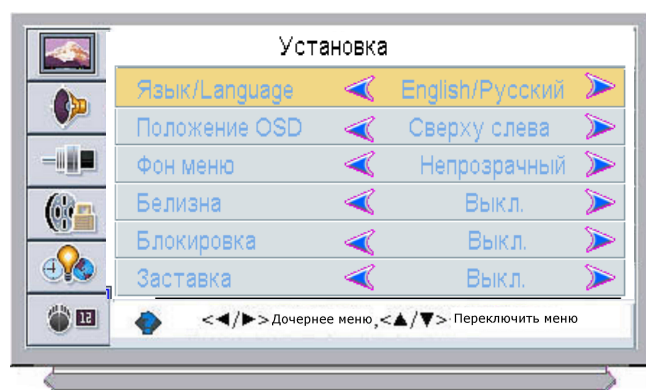 Установка
Язык/Language English/Русский
Положение OSD Сверху слева
Фон меню Непрозрачный
Белизна Выкл.
Блокировка Выкл.
Заставка Выкл.
<◄/►>Дочернее меню,<▲/▼> Переключить меню